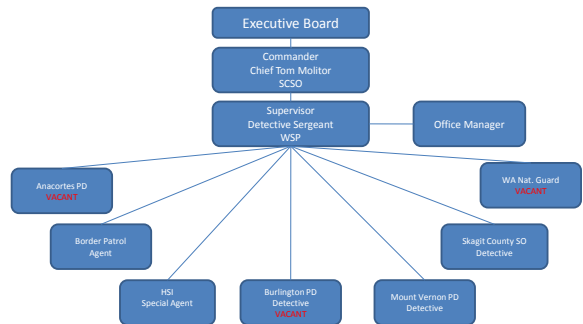 Executive Board
Commander
Chief Tom Molitor
SCSO
Supervisor
Detective Sergeant
WSP
Office Manager
Anacortes PD
VACANT
WA Nat. Guard
VACANT
Border Patrol
Agent
Skagit County SO
Detective
HSI
Special Agent
Burlington PD
Detective
VACANT
Mount Vernon PD
Detective